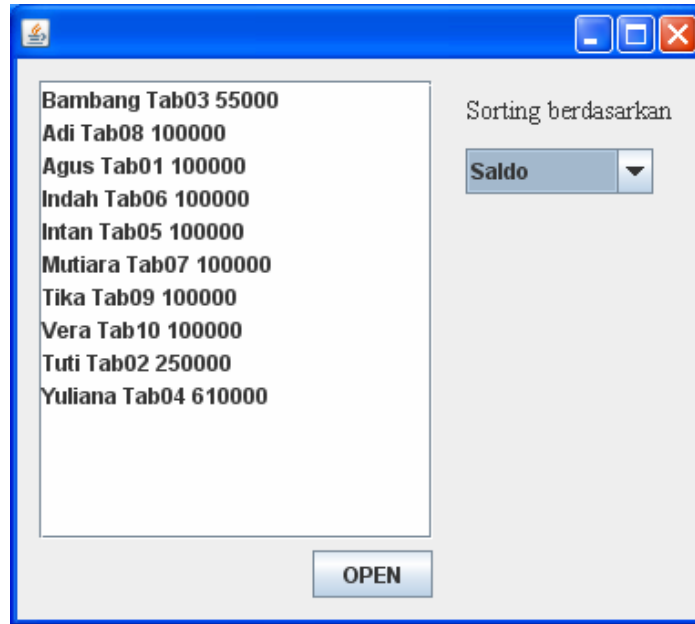 Bambang Tab03 55000
Adi Tab08 100000
Agus Tab01 100000
Indah Tab06 100000
Intan Tab05 100000
Mutiara Tab07 100000
Tika Tab09 100000
Vera Tab10 100000
Tuti Tab02 250000
Yuliana Tab04 610000
Sorting berdasarkan
Saldo
OPEN